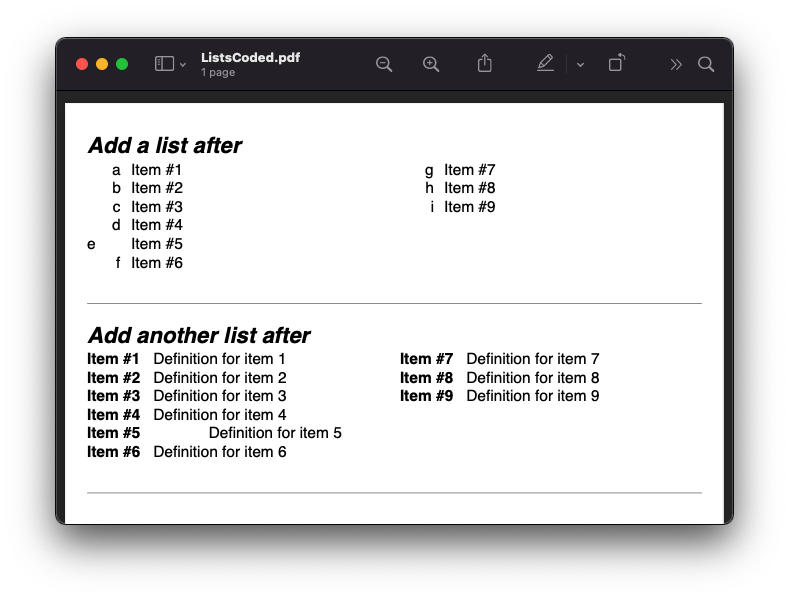 ListsCoded.pdf
1 page
Add a list after
a Item #1
b Item #2
c Item #3
d Item #4
e Item #5
f Item #6
g Item #7
h Item #8
i Item #9
Add another list after
Item #1 Definition for item 1
Item #2 Definition for item 2
Item #3 Definition for item 3
Item #4 Definition for item 4
Item #5 Definition for item 5
Item #6 Definition for item 6
Item #7 Definition for item 7
Item #8 Definition for item 8
Item #9 Definition for item 9